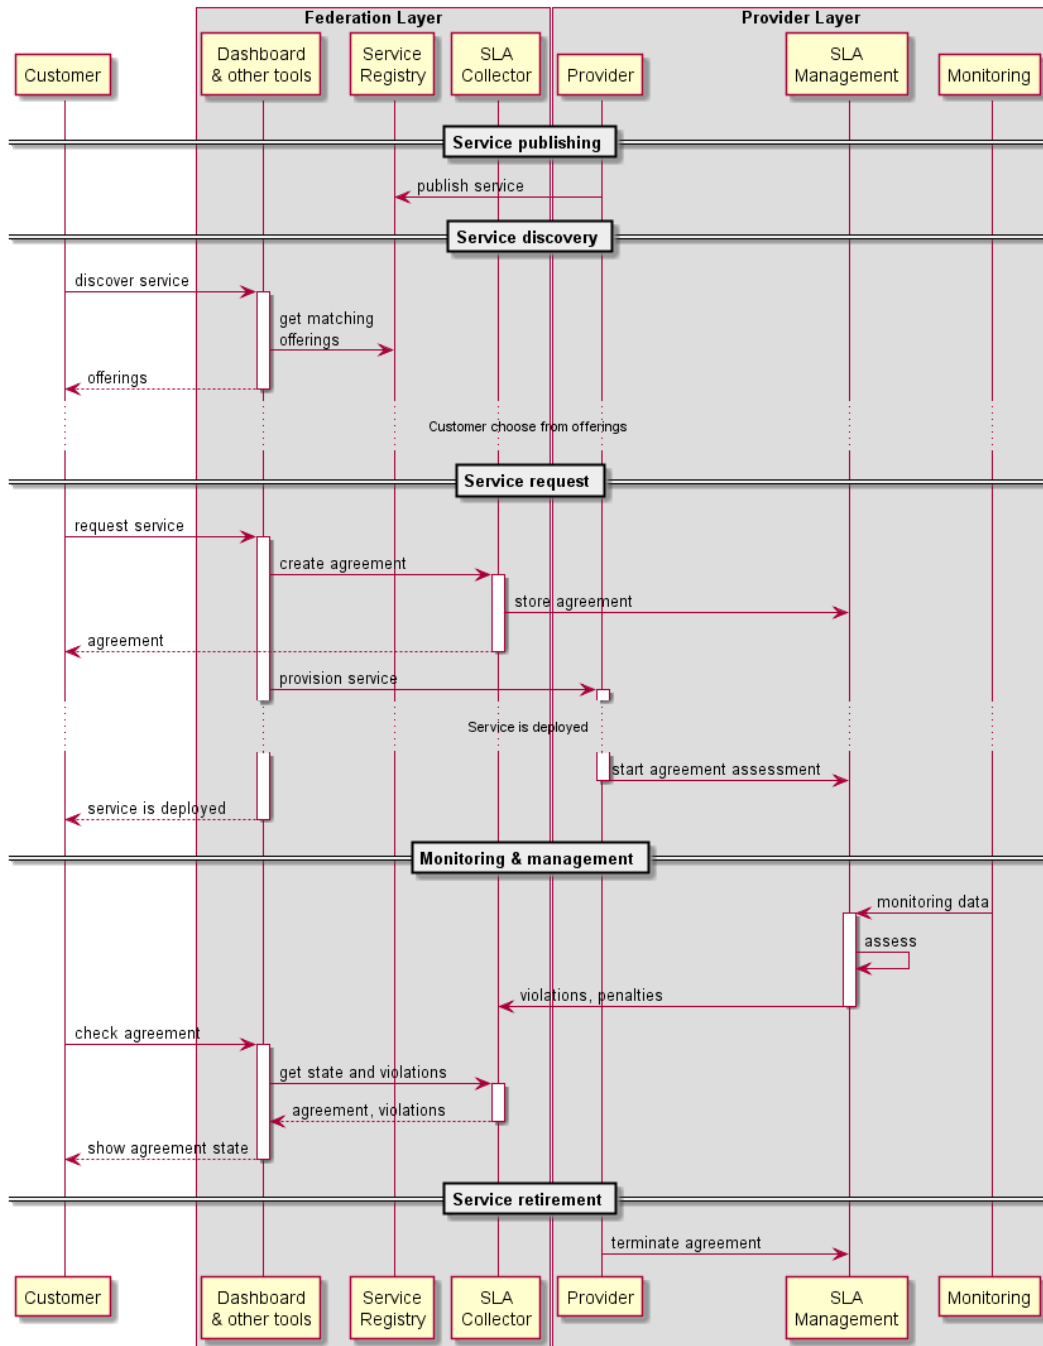 Federation Layer
Provider Layer
Customer
Dashboard
& other tools
Service
Registry
SLA
Collector
Provider
SLA
Management
Monitoring
Service publishing
publish service
Service discovery
discover service
get matching
offerings
offerings
Customer choose from offerings
Service request
request service
create agreement
store agreement
agreement
provision service
Service is deployed
start agreement assessment
service is deployed
Monitoring & management
monitoring data
assess
violations, penalties
check agreement
get state and violations
agreement, violations
show agreement state
Service retirement
terminate agreement
Customer
Dashboard
& other tools
Service
Registry
SLA
Collector
Provider
SLA
Management
Monitoring